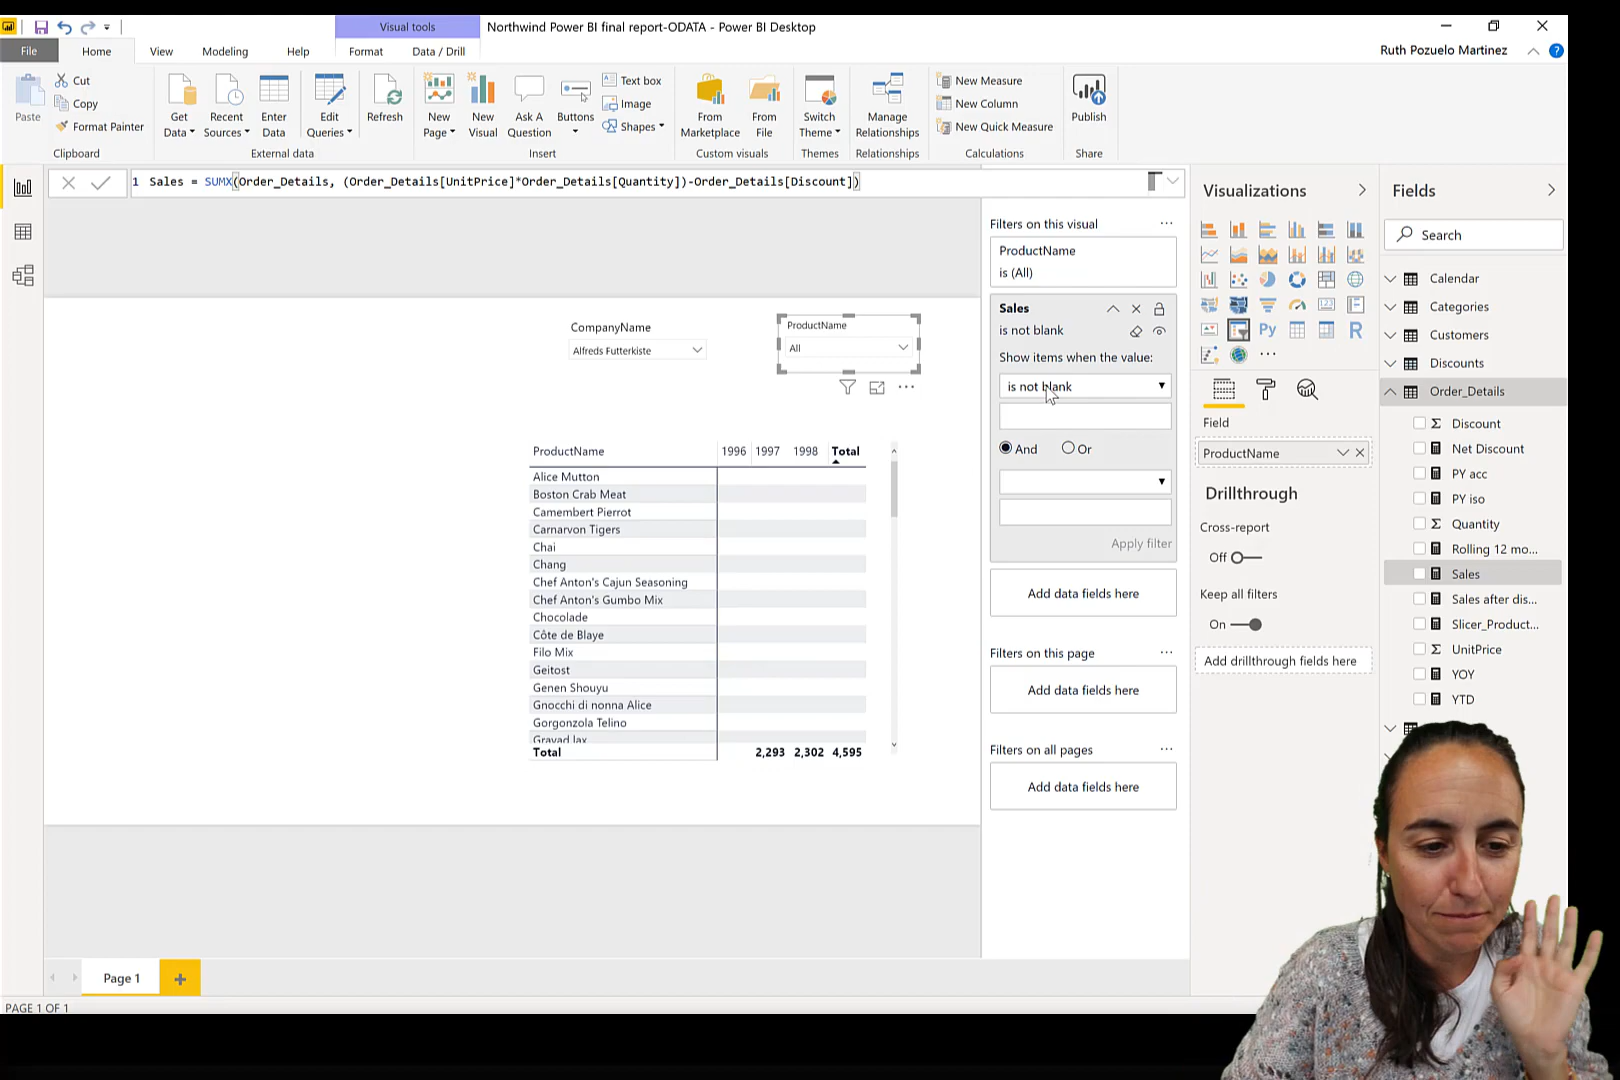 Visual tools
Northwind Power BI final report-ODATA - Power BI Desktop
File
Home
View
Modeling
Help
Format
Data / Drill
Ruth Pozuelo Martinez
Paste
Cut
Copy
Format Painter
Clipboard
Get Data
Recent Sources
Enter Data
Edit Queries
Refresh
External data
New Page
New Visual
Ask A Question
Buttons
Text box
Image
Shapes
Insert
From Marketplace
From File
Custom visuals
Switch Theme
Themes
Manage Relationships
Relationships
New Measure
New Column
New Quick Measure
Calculations
Publish
Share
1 Sales = SUMX(Order_Details, (Order_Details[UnitPrice]*Order_Details[Quantity])-Order_Details[Discount])
CompanyName
Alfreds Futterkiste
ProductName
All
ProductName 1996 1997 1998 Total
Alice Mutton
Boston Crab Meat
Camembert Pierrot
Carnarvon Tigers
Chai
Chang
Chef Anton's Cajun Seasoning
Chef Anton's Gumbo Mix
Chocolade
Côte de Blaye
Filo Mix
Geitost
Genen Shouyu
Gnocchi di nonna Alice
Gorgonzola Telino
Gravad lax
Total 2,293 2,302 4,595
Filters on this visual
ProductName
is (All)
Sales
is not blank
Show items when the value:
is not blank
And Or
Apply filter
Add data fields here
Filters on this page
Add data fields here
Filters on all pages
Add data fields here
Visualizations
Py
R
Field
ProductName
Drillthrough
Cross-report
Off
Keep all filters
On
Add drillthrough fields here
Fields
Search
Calendar
Categories
Customers
Discounts
Order_Details
Discount
Net Discount
PY acc
PY iso
Quantity
Rolling 12 mo...
Sales
Sales after dis...
Slicer_Product...
UnitPrice
YOY
YTD
Page 1
PAGE 1 OF 1